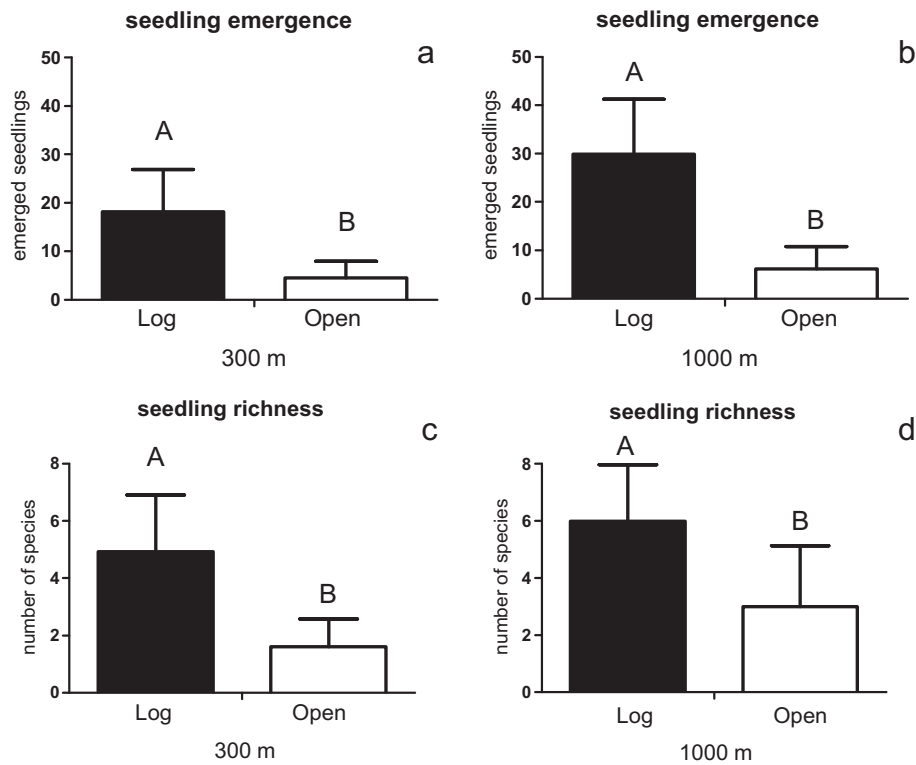 seedling emergence
a
50
40
30
20
10
0
emerged seedlings
A
B
Log Open
300 m
seedling emergence
b
50
40
30
20
10
0
emerged seedlings
A
B
Log Open
1000 m
seedling richness
c
8
6
4
2
0
number of species
A
B
Log Open
300 m
seedling richness
d
8
6
4
2
0
number of species
A
B
Log Open
1000 m